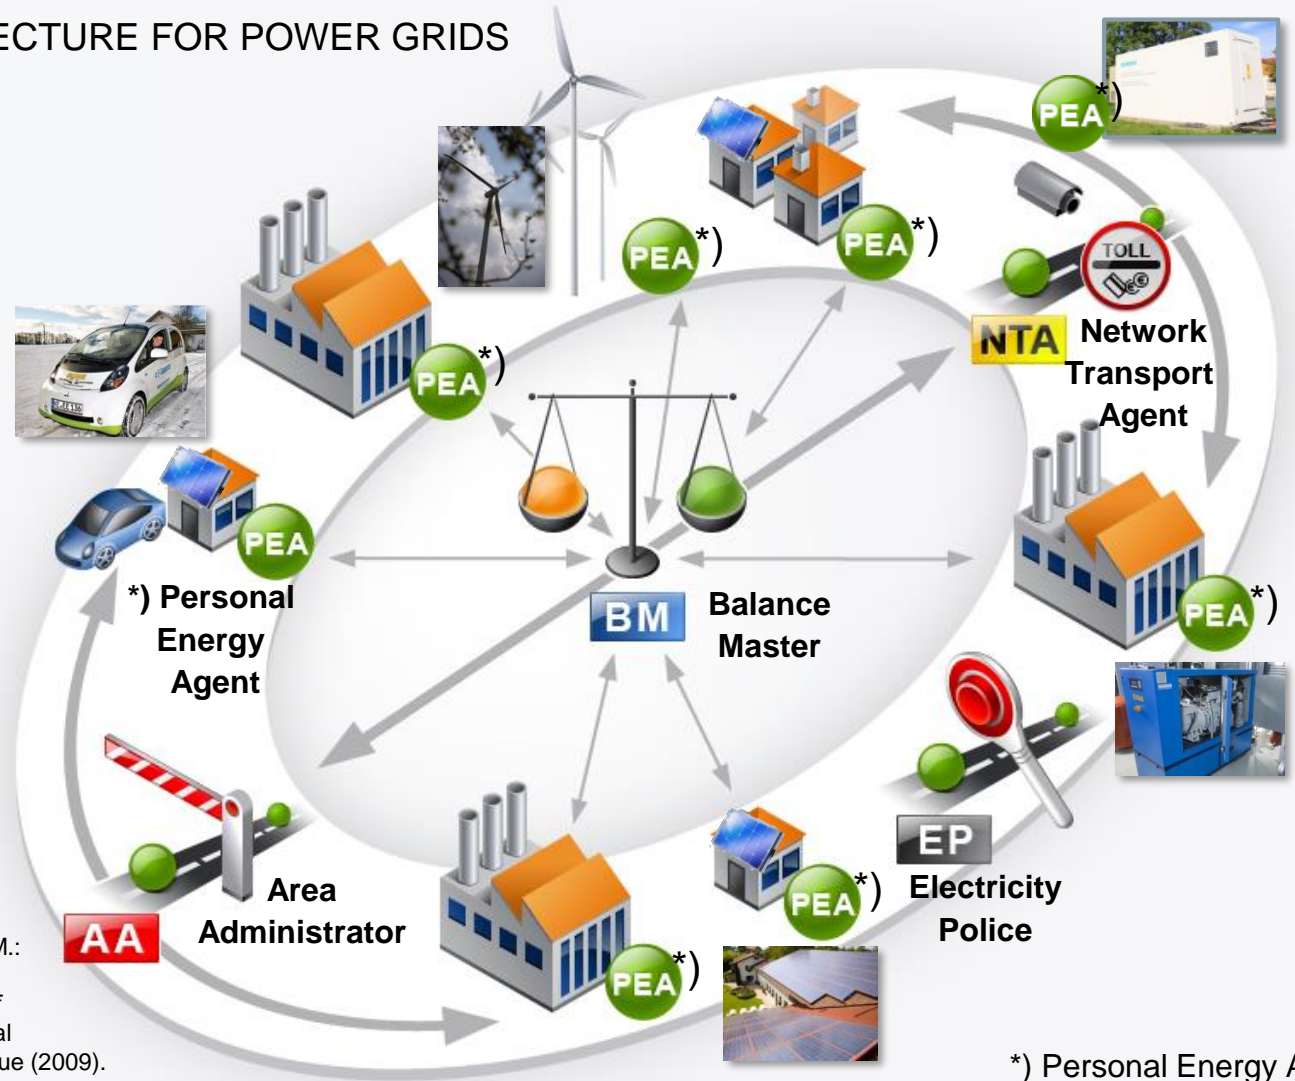 ECTURE FOR POWER GRIDS
PEA *)
TOLL
PEA *)
PEA *)
NTA Network
Transport
Agent
PEA *)
PEA
*) Personal
Energy
Agent
BM Balance
Master
PEA *)
EP
Electricity
Police
PEA *)
Area
Administrator
AA
PEA *)
M.:
al
ue (2009).
*) Personal Energy A